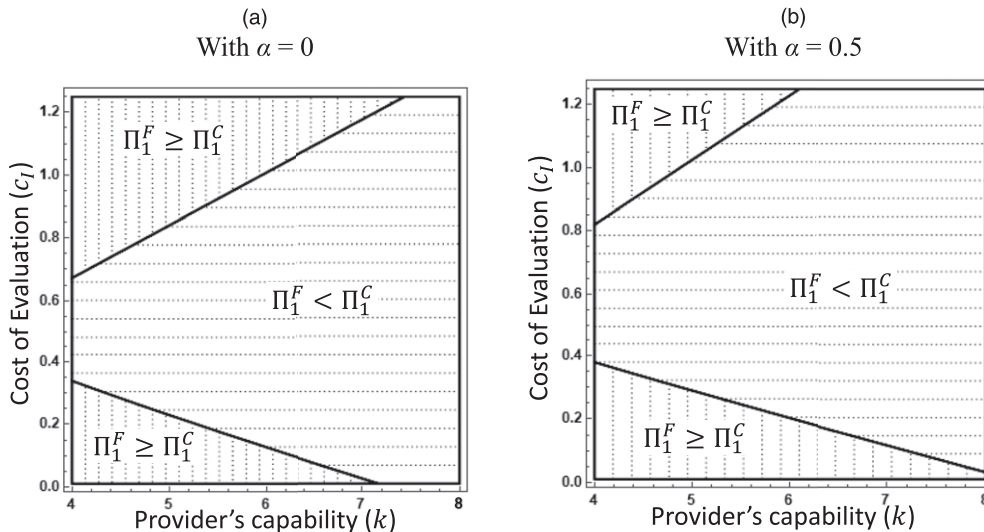 (a)
With α = 0
Cost of Evaluation (c_I)
1.2
1.0
0.8
0.6
0.4
0.2
0.0
Π₁ᶠ ≥ Π₁ᶜ
Π₁ᶠ < Π₁ᶜ
Π₁ᶠ ≥ Π₁ᶜ
4 5 6 7 8
Provider's capability (k)
(b)
With α = 0.5
Cost of Evaluation (c_I)
1.2
1.0
0.8
0.6
0.4
0.2
0.0
Π₁ᶠ ≥ Π₁ᶜ
Π₁ᶠ < Π₁ᶜ
Π₁ᶠ ≥ Π₁ᶜ
4 5 6 7 8
Provider's capability (k)